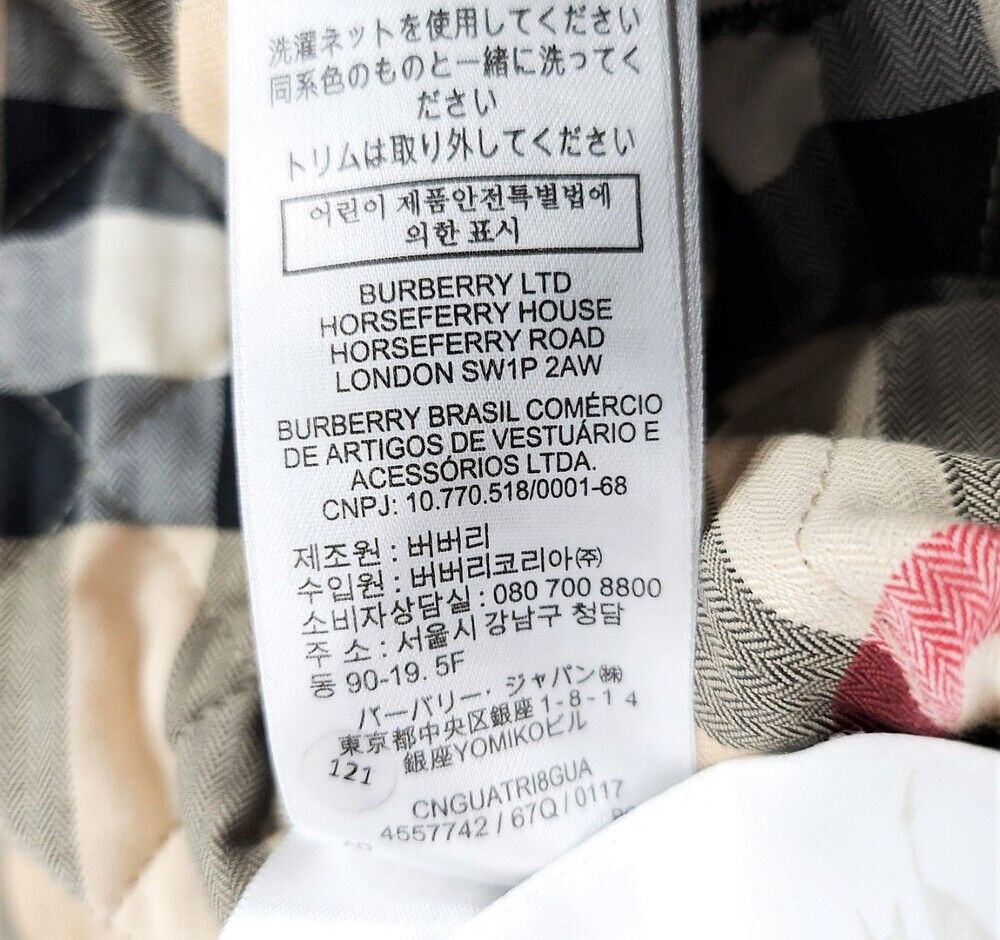 洗濯ネットを使用してください
同系色のものと一緒に洗ってく
ださい
トリムは取り外してください
어린이 제품안전특별법에
의한 표시
BURBERRY LTD
HORSEFERRY HOUSE
HORSEFERRY ROAD
LONDON SW1P 2AW
BURBERRY BRASIL COMÉRCIO
DE ARTIGOS DE VESTUÁRIO E
ACESSÓRIOS LTDA.
CNPJ: 10.770.518/0001-68
제조원 : 버버리
수입원 : 버버리코리아㈜
소비자상담실 : 080 700 8800
주 소 : 서울시 강남구 청담
동 90-19. 5F
バーバリー・ジャパン㈱
東京都中央区銀座1-8-14
銀座YOMIKOビル
121
CNGUATRI8GUA
4557742 / 67Q / 0117